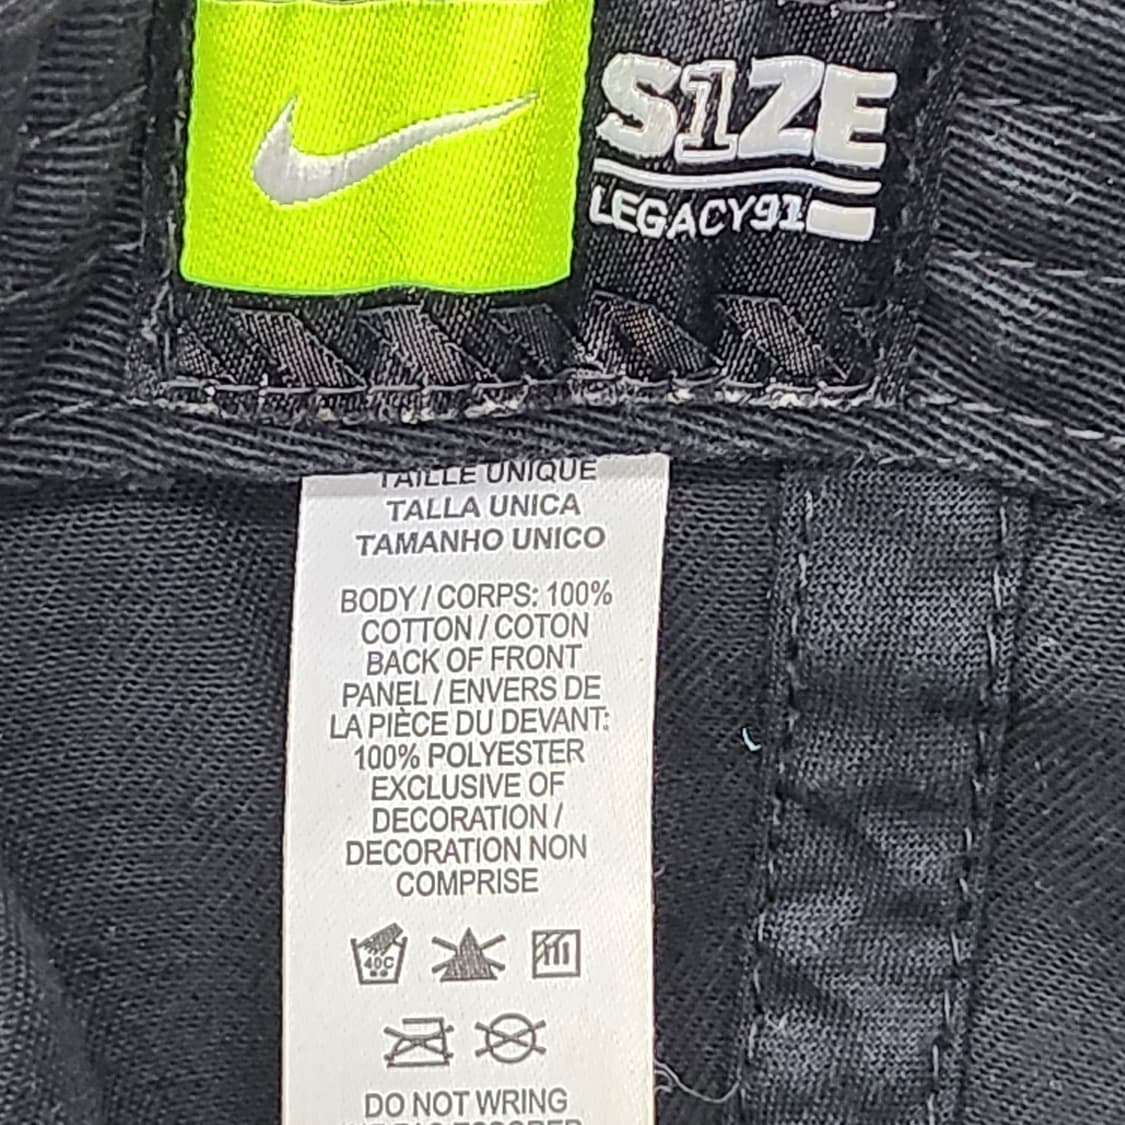 S1ZE
LEGACY91
TAILLE UNIQUE
TALLA UNICA
TAMANHO UNICO
BODY / CORPS: 100%
COTTON / COTON
BACK OF FRONT
PANEL / ENVERS DE
LA PIÈCE DU DEVANT:
100% POLYESTER
EXCLUSIVE OF
DECORATION /
DECORATION NON
COMPRISE
40C
DO NOT WRING